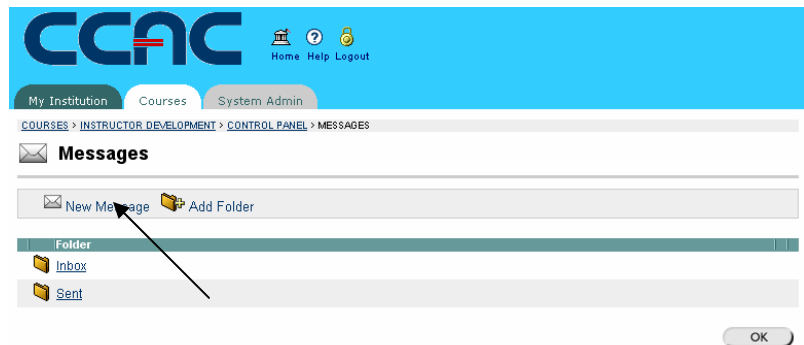 CCAC
Home Help Logout
My Institution Courses System Admin
COURSES > INSTRUCTOR DEVELOPMENT > CONTROL PANEL > MESSAGES
Messages
New Message Add Folder
Folder
Inbox
Sent
OK